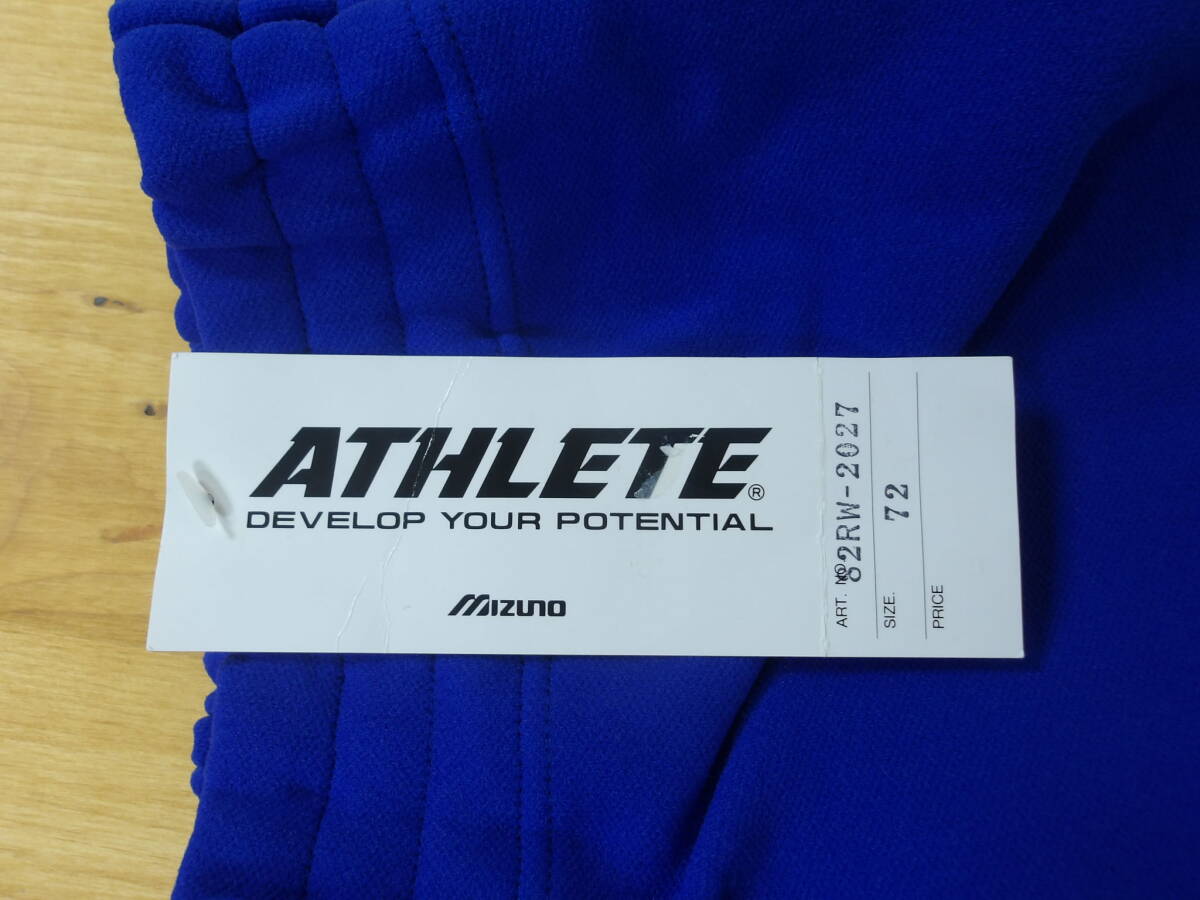 ATHLETE®
DEVELOP YOUR POTENTIAL
MIZUNO
ART. NO. 82RW-2027
SIZE. 72
PRICE